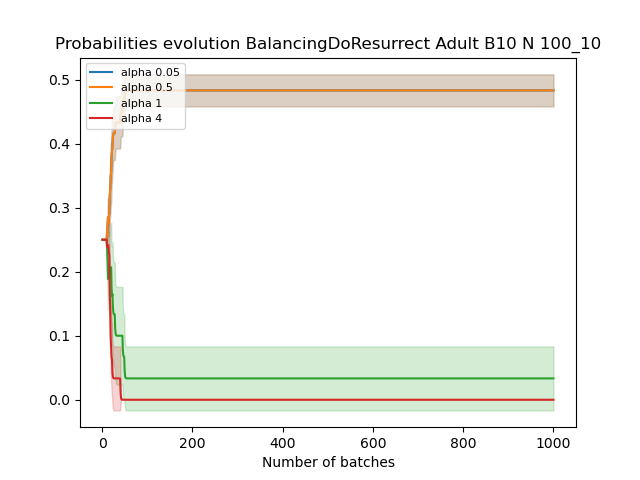 Probabilities evolution BalancingDoResurrect Adult B10 N 100_10
alpha 0.05
alpha 0.5
alpha 1
alpha 4
0.5
0.4
0.3
0.2
0.1
0.0
0
200
400
600
800
1000
Number of batches